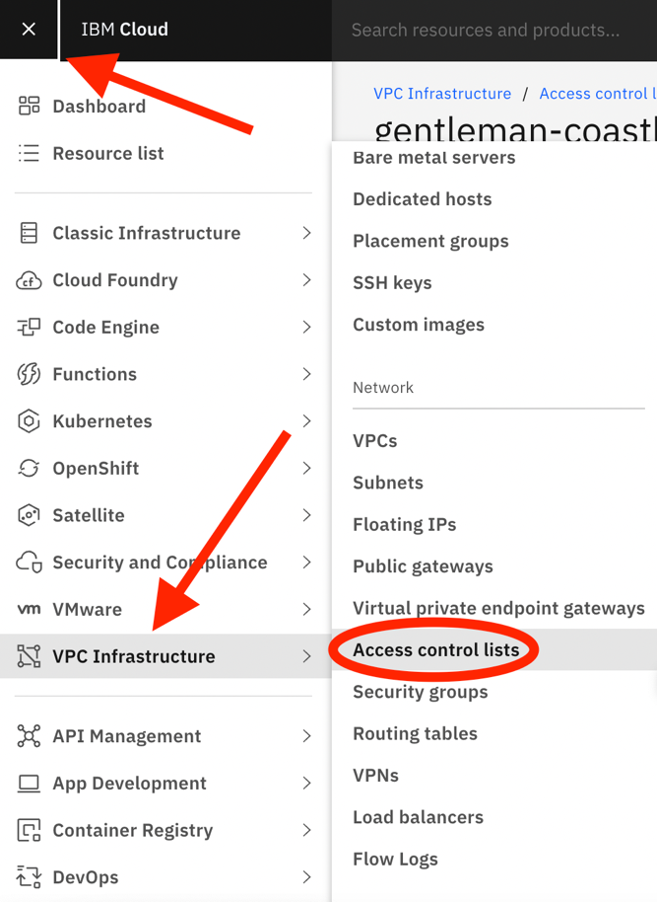 IBM Cloud
Search resources and products...
Dashboard
Resource list
Classic Infrastructure
cf
Cloud Foundry
Code Engine
Functions
Kubernetes
OpenShift
Satellite
Security and Compliance
vm VMware
VPC Infrastructure
API Management
App Development
Container Registry
DevOps
VPC Infrastructure / Access control l
gentleman-coastl
Bare metal servers
Dedicated hosts
Placement groups
SSH keys
Custom images
Network
VPCs
Subnets
Floating IPs
Public gateways
Virtual private endpoint gateways
Access control lists
Security groups
Routing tables
VPNs
Load balancers
Flow Logs